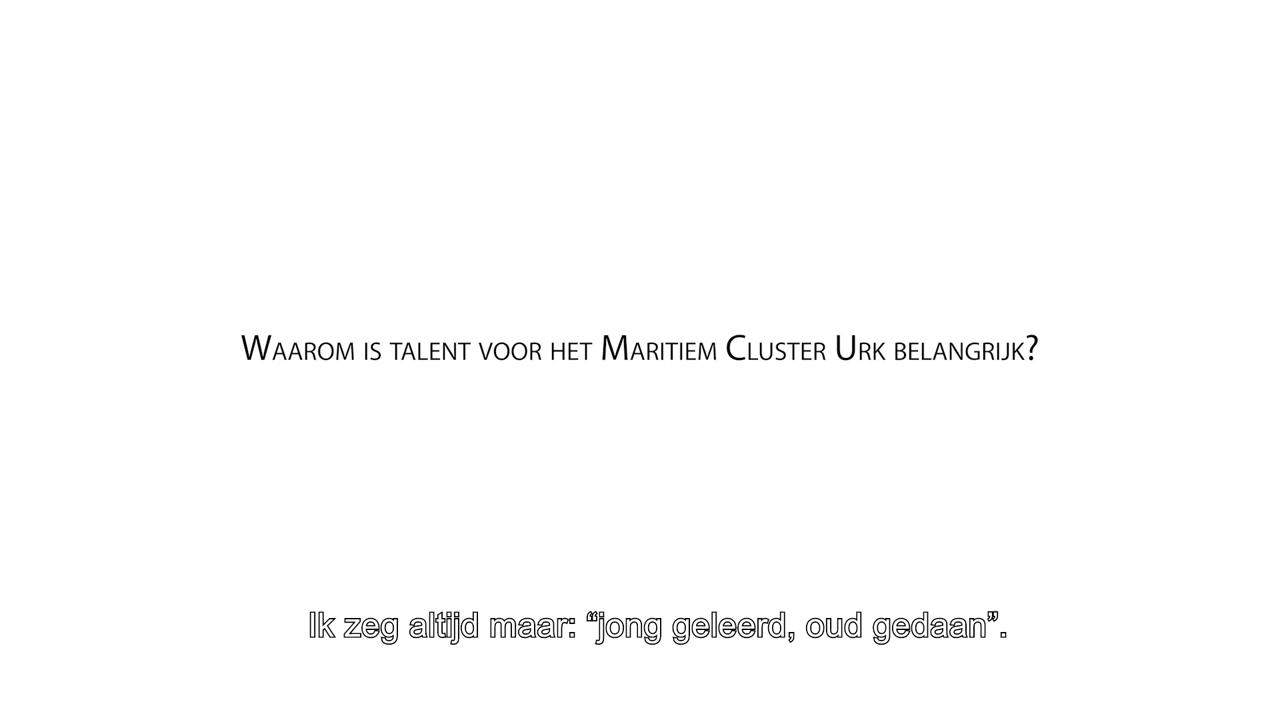 Waarom is talent voor het Maritiem Cluster Urk belangrijk?
Ik zeg altijd maar: “jong geleerd, oud gedaan”.